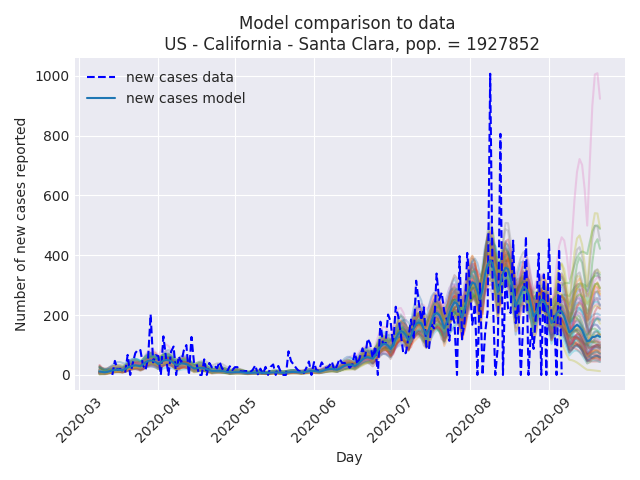 Model comparison to data
US - California - Santa Clara, pop. = 1927852
new cases data
new cases model
Number of new cases reported
1000
800
600
400
200
0
2020-03
2020-04
2020-05
2020-06
2020-07
2020-08
2020-09
Day